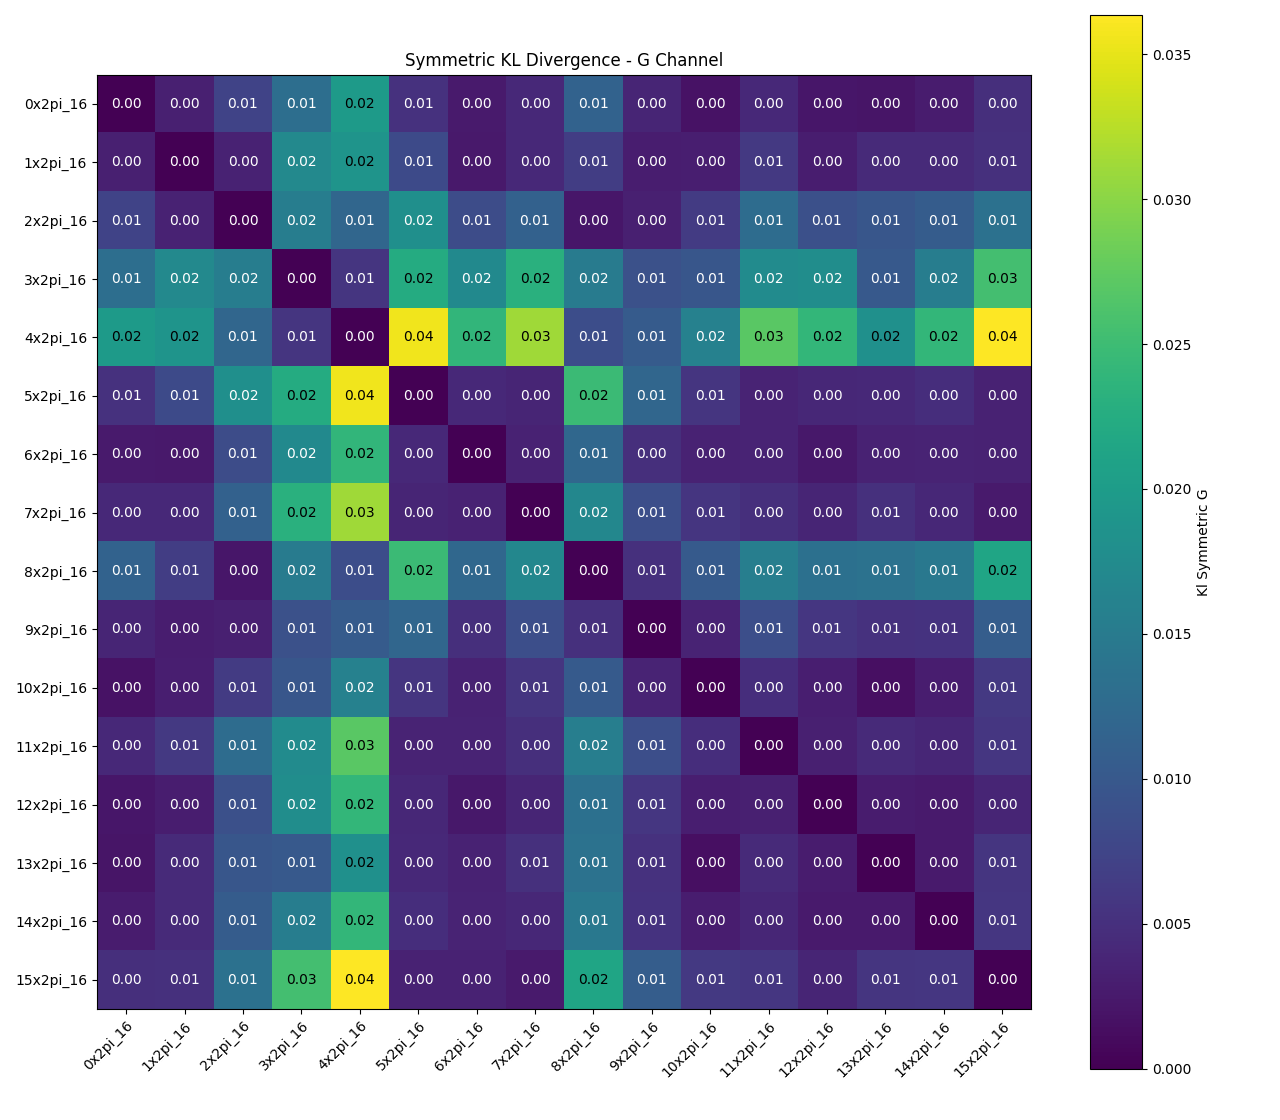 Symmetric KL Divergence - G Channel
0x2pi_16 0.00 0.00 0.01 0.01 0.02 0.01 0.00 0.00 0.01 0.00 0.00 0.00 0.00 0.00 0.00 0.00
1x2pi_16 0.00 0.00 0.00 0.02 0.02 0.01 0.00 0.00 0.01 0.00 0.00 0.01 0.00 0.00 0.00 0.01
2x2pi_16 0.01 0.00 0.00 0.02 0.01 0.02 0.01 0.01 0.00 0.00 0.01 0.01 0.01 0.01 0.01 0.01
3x2pi_16 0.01 0.02 0.02 0.00 0.01 0.02 0.02 0.02 0.02 0.01 0.01 0.02 0.02 0.01 0.02 0.03
4x2pi_16 0.02 0.02 0.01 0.01 0.00 0.04 0.02 0.03 0.01 0.01 0.02 0.03 0.02 0.02 0.02 0.04
5x2pi_16 0.01 0.01 0.02 0.02 0.04 0.00 0.00 0.00 0.02 0.01 0.01 0.00 0.00 0.00 0.00 0.00
6x2pi_16 0.00 0.00 0.01 0.02 0.02 0.00 0.00 0.00 0.01 0.00 0.00 0.00 0.00 0.00 0.00 0.00
7x2pi_16 0.00 0.00 0.01 0.02 0.03 0.00 0.00 0.00 0.02 0.01 0.01 0.00 0.00 0.01 0.00 0.00
8x2pi_16 0.01 0.01 0.00 0.02 0.01 0.02 0.01 0.02 0.00 0.01 0.01 0.02 0.01 0.01 0.01 0.02
9x2pi_16 0.00 0.00 0.00 0.01 0.01 0.01 0.00 0.01 0.01 0.00 0.00 0.01 0.01 0.01 0.01 0.01
10x2pi_16 0.00 0.00 0.01 0.01 0.02 0.01 0.00 0.01 0.01 0.00 0.00 0.00 0.00 0.00 0.00 0.01
11x2pi_16 0.00 0.01 0.01 0.02 0.03 0.00 0.00 0.00 0.02 0.01 0.00 0.00 0.00 0.00 0.00 0.01
12x2pi_16 0.00 0.00 0.01 0.02 0.02 0.00 0.00 0.00 0.01 0.01 0.00 0.00 0.00 0.00 0.00 0.00
13x2pi_16 0.00 0.00 0.01 0.01 0.02 0.00 0.00 0.01 0.01 0.01 0.00 0.00 0.00 0.00 0.00 0.01
14x2pi_16 0.00 0.00 0.01 0.02 0.02 0.00 0.00 0.00 0.01 0.01 0.00 0.00 0.00 0.00 0.00 0.01
15x2pi_16 0.00 0.01 0.01 0.03 0.04 0.00 0.00 0.00 0.02 0.01 0.01 0.01 0.00 0.01 0.01 0.00
0x2pi_16 1x2pi_16 2x2pi_16 3x2pi_16 4x2pi_16 5x2pi_16 6x2pi_16 7x2pi_16 8x2pi_16 9x2pi_16 10x2pi_16 11x2pi_16 12x2pi_16 13x2pi_16 14x2pi_16 15x2pi_16
0.035
0.030
0.025
0.020
0.015
0.010
0.005
0.000
Kl Symmetric G